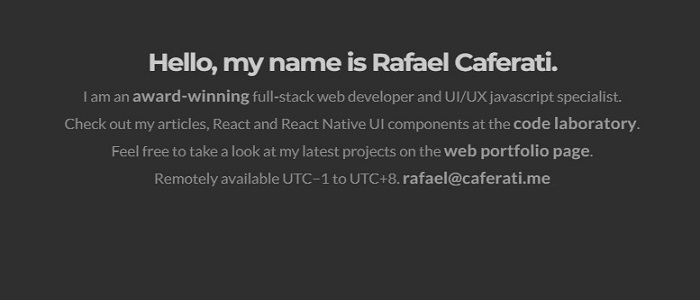 Hello, my name is Rafael Caferati.
I am an award-winning full-stack web developer and UI/UX javascript specialist.
Check out my articles, React and React Native UI components at the code laboratory.
Feel free to take a look at my latest projects on the web portfolio page.
Remotely available UTC−1 to UTC+8. rafael@caferati.me